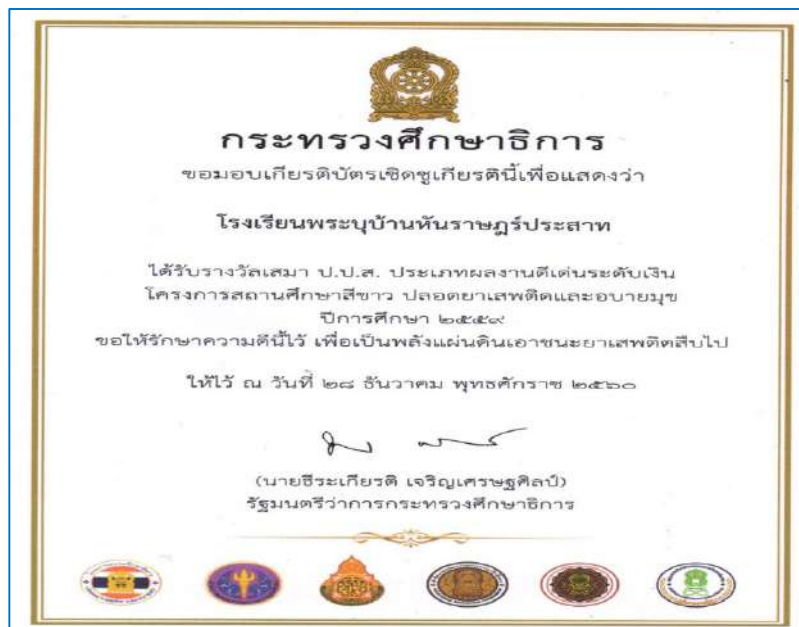 กระทรวงศึกษาธิการ
ขอมอบเกียรติบัตรเชิดชูเกียรตินี้เพื่อแสดงว่า
โรงเรียนพระบุบ้านหันราษฎร์ประสาท
ได้รับรางวัลเสมา ป.ป.ส. ประเภทผลงานดีเด่นระดับเงิน
โครงการสถานศึกษาสีขาว ปลอดยาเสพติดและอบายมุข
ปีการศึกษา ๒๕๕๙
ขอให้รักษาความดีนี้ไว้ เพื่อเป็นพลังแผ่นดินเอาชนะยาเสพติดสืบไป
ให้ไว้ ณ วันที่ ๒๘ ธันวาคม พุทธศักราช ๒๕๖๐
(นายธีระเกียรติ เจริญเศรษฐศิลป์)
รัฐมนตรีว่าการกระทรวงศึกษาธิการ